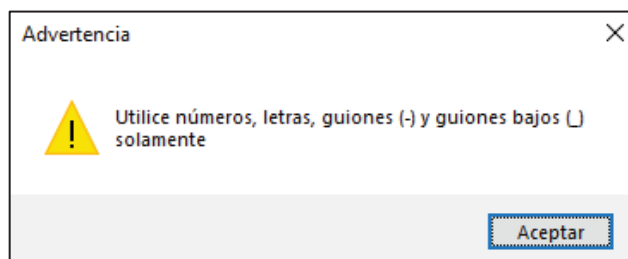 Advertencia
Utilice números, letras, guiones (-) y guiones bajos (_)
solamente
Aceptar